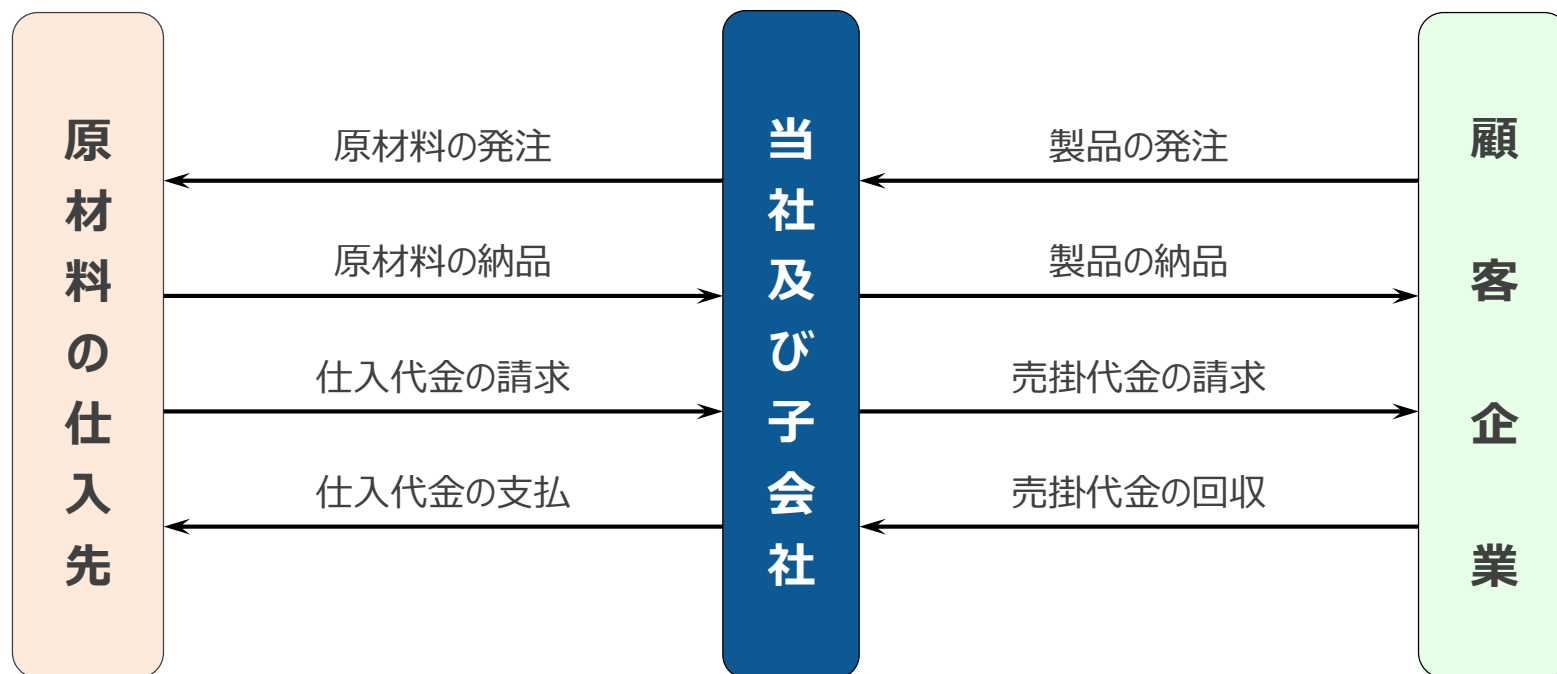 原材料の仕入先
原材料の発注
原材料の納品
仕入代金の請求
仕入代金の支払
当社及び子会社
製品の発注
製品の納品
売掛代金の請求
売掛代金の回収
顧客企業